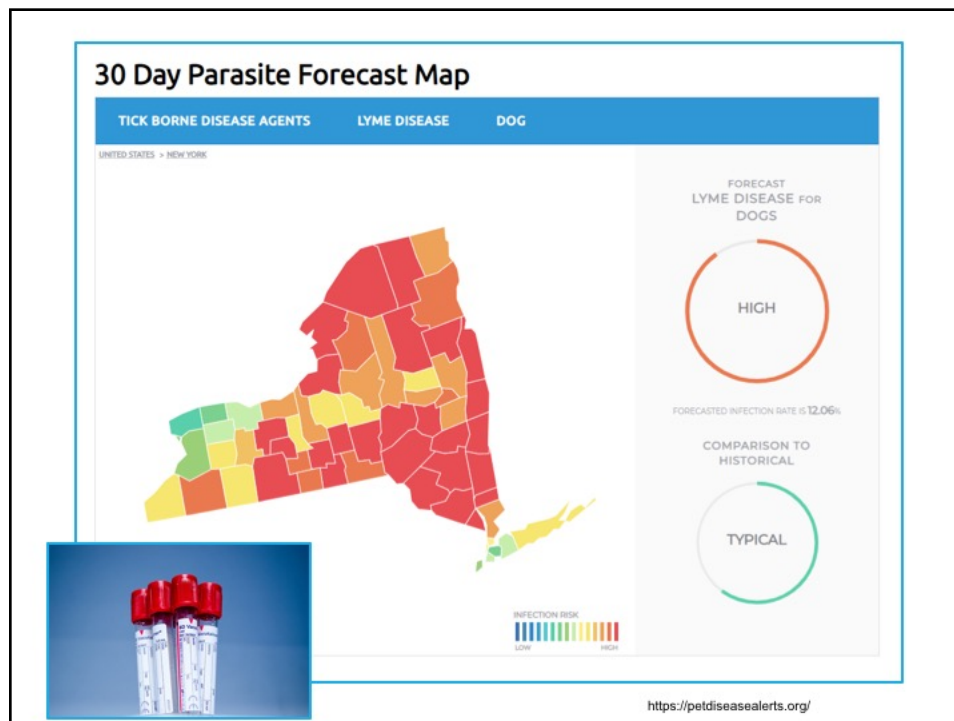 30 Day Parasite Forecast Map
TICK BORNE DISEASE AGENTS LYME DISEASE DOG
UNITED STATES > NEW YORK
FORECAST
LYME DISEASE FOR
DOGS
HIGH
FORECASTED INFECTION RATE IS 12.06%
COMPARISON TO
HISTORICAL
TYPICAL
INFECTION RISK
LOW HIGH
https://petdiseasealerts.org/